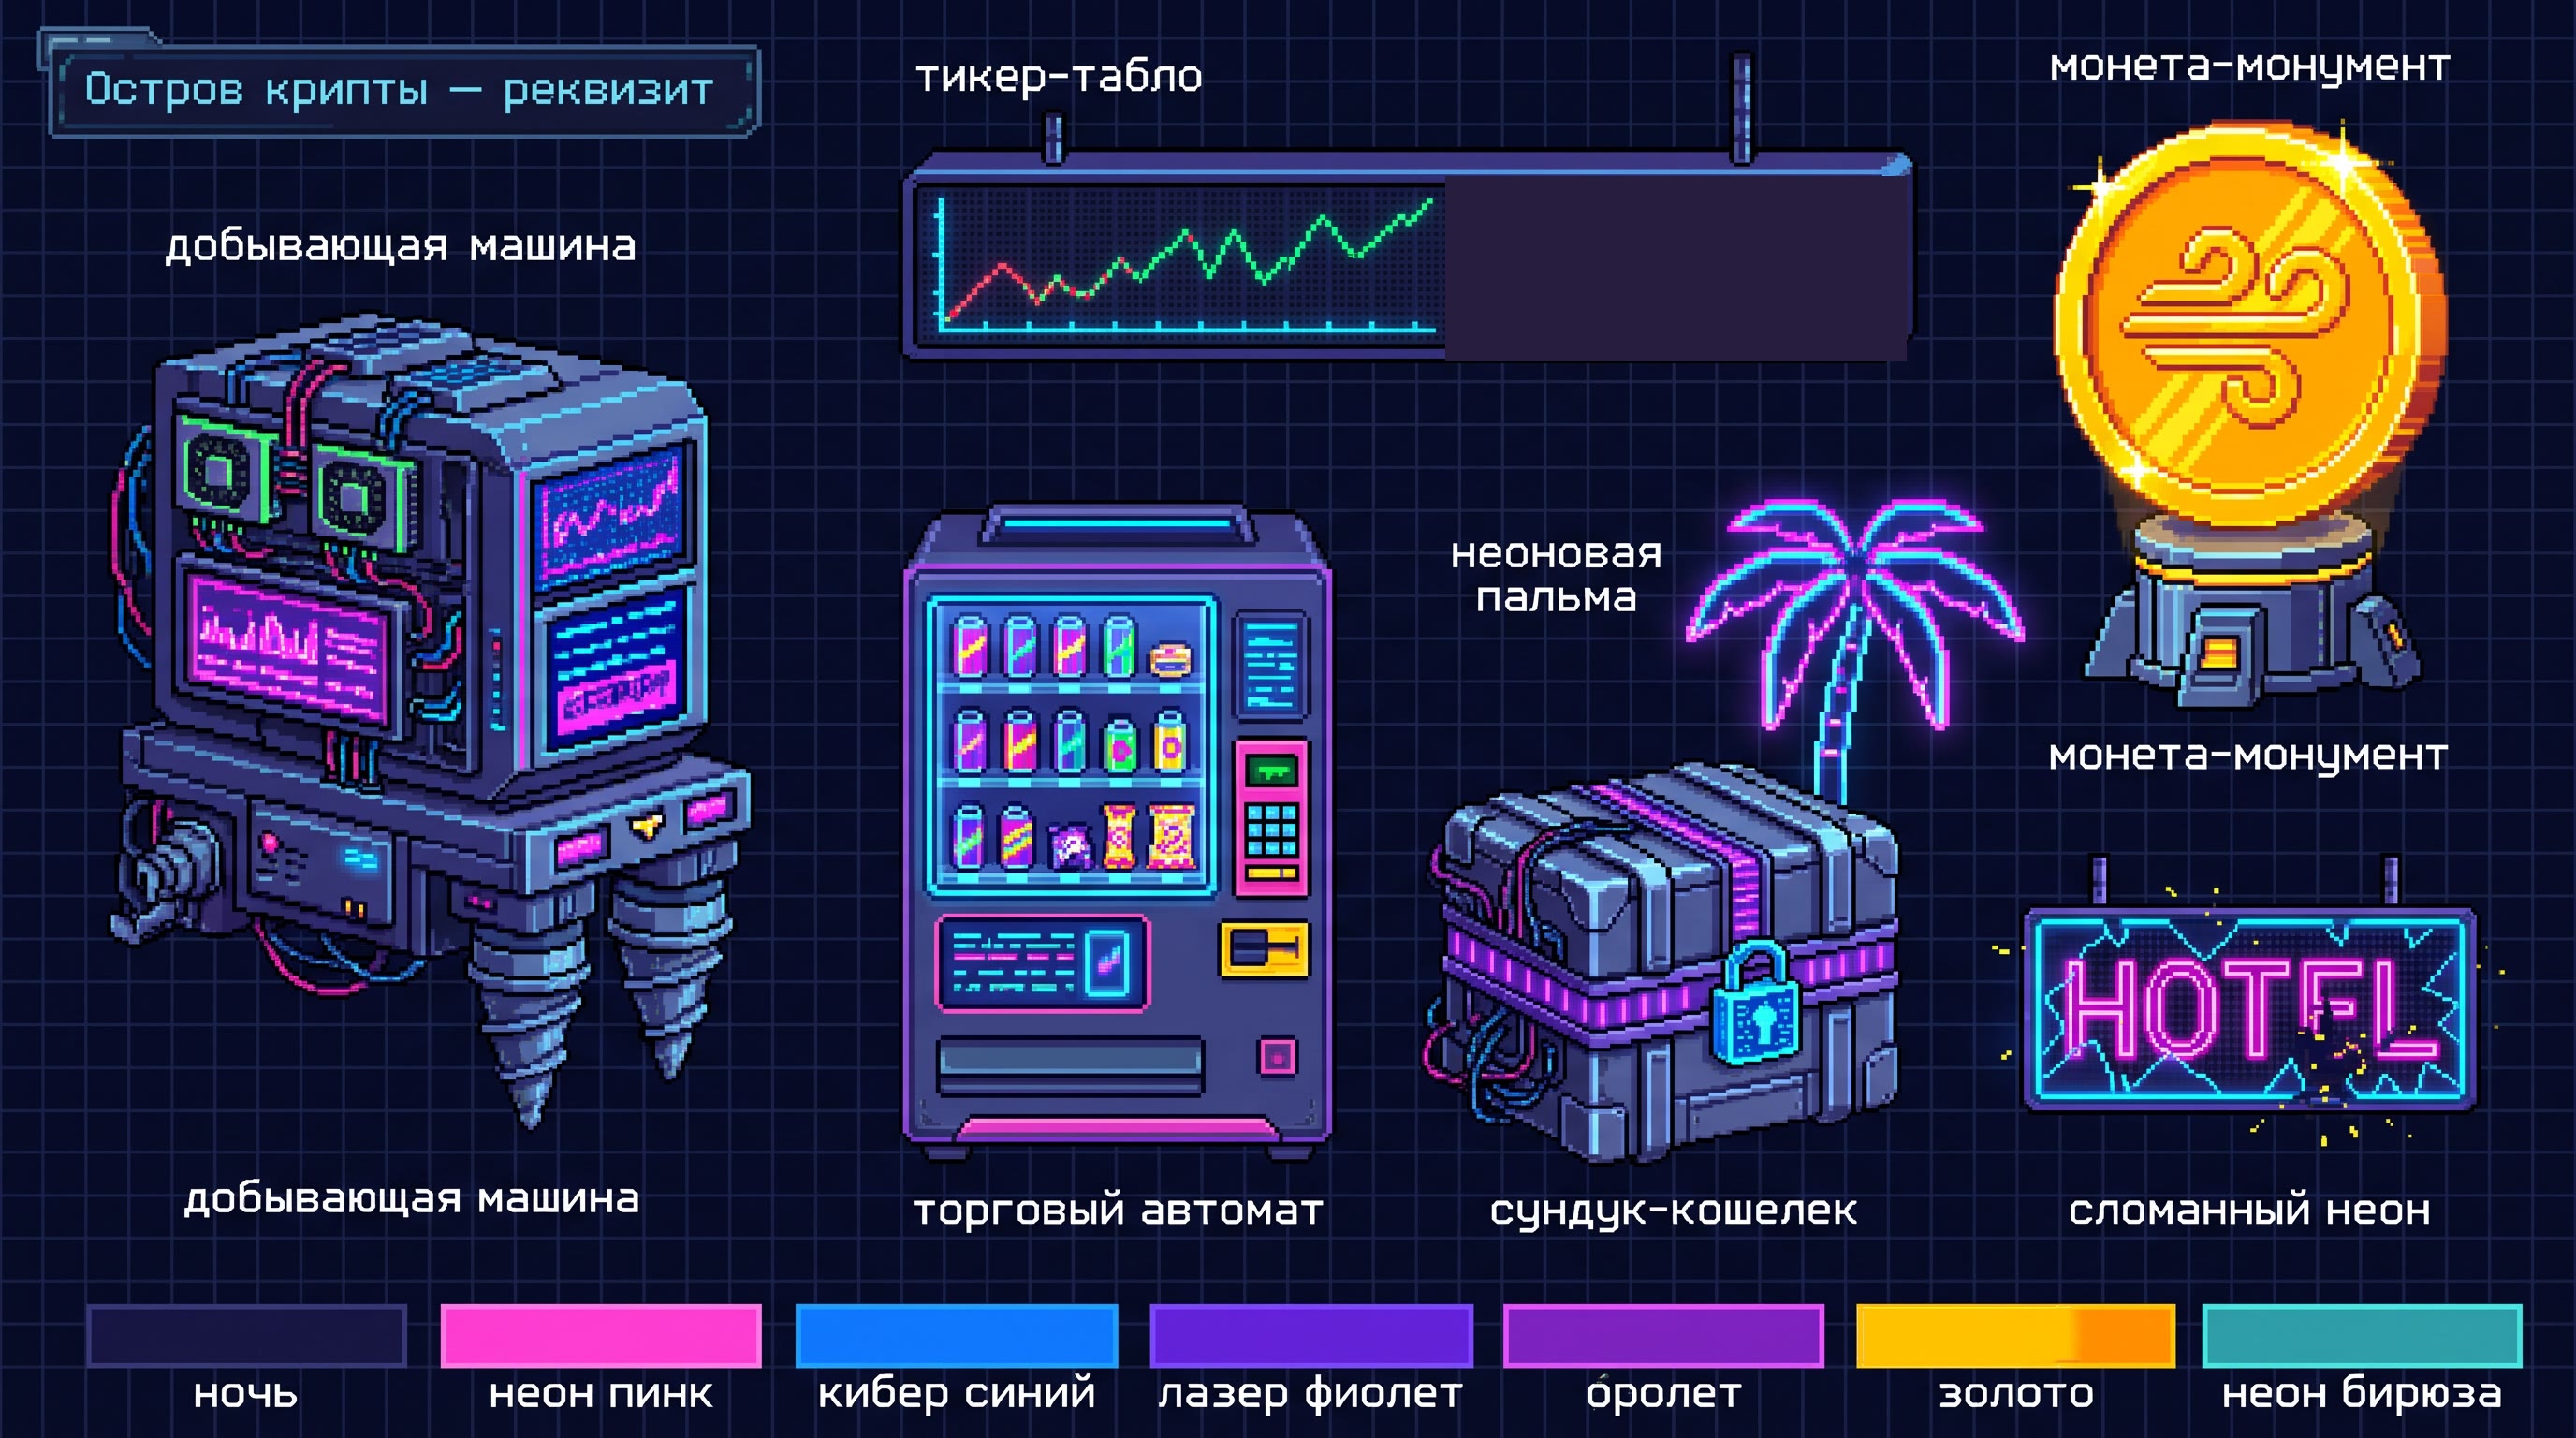 Остров крипты — реквизит
тикер-табло
монета-монумент
добывающая машина
неоновая
пальма
монета-монумент
HOTEL
добывающая машина
торговый автомат
сундук-кошелек
сломанный неон
ночь
неон пинк
кибер синий
лазер фиолет
бролет
золото
неон бирюза